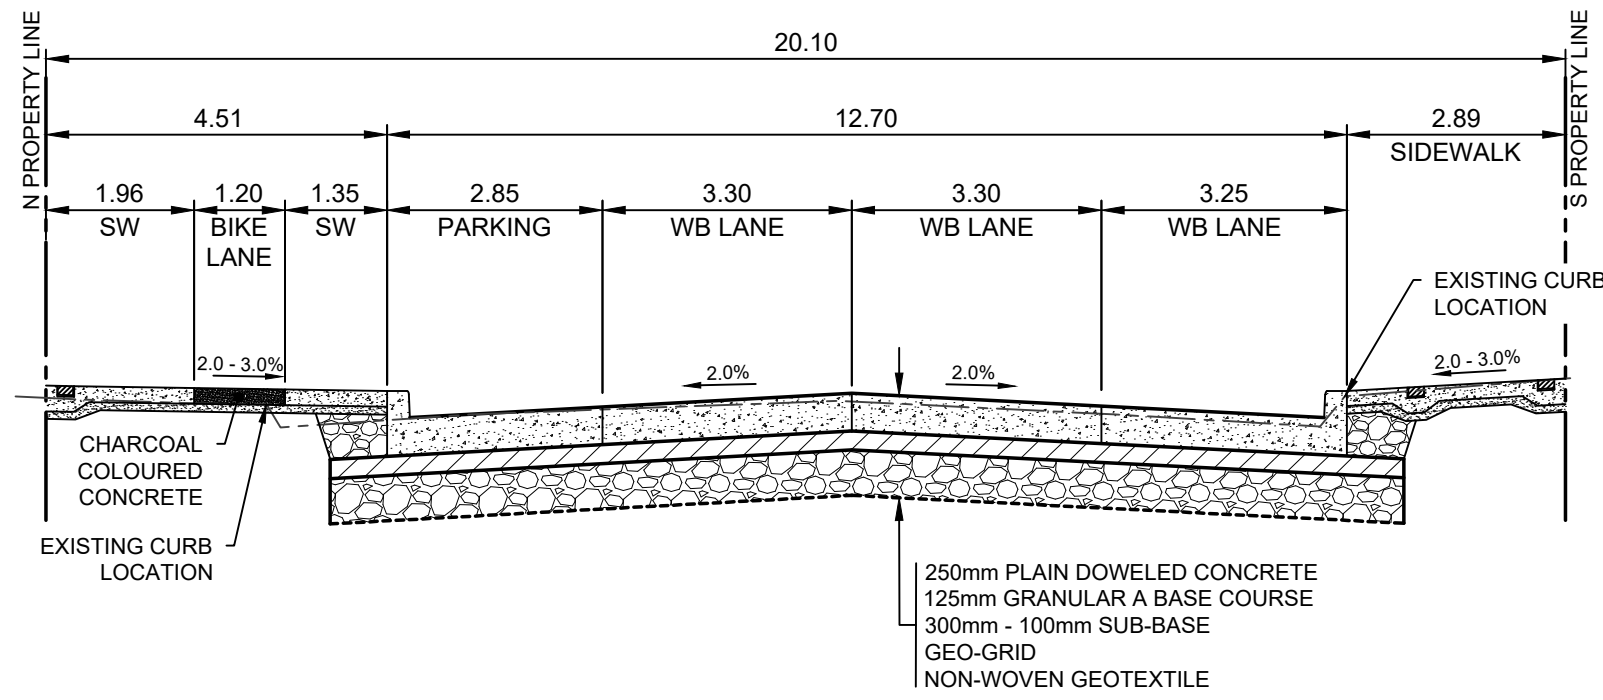 N PROPERTY LINE
20.10
S PROPERTY LINE
4.51
12.70
2.89
SIDEWALK
1.96
SW
1.20
BIKE
LANE
1.35
SW
2.85
PARKING
3.30
WB LANE
3.30
WB LANE
3.25
WB LANE
EXISTING CURB
LOCATION
2.0 - 3.0%
2.0%
2.0%
2.0 - 3.0%
CHARCOAL
COLOURED
CONCRETE
EXISTING CURB
LOCATION
250mm PLAIN DOWELED CONCRETE
125mm GRANULAR A BASE COURSE
300mm - 100mm SUB-BASE
GEO-GRID
NON-WOVEN GEOTEXTILE